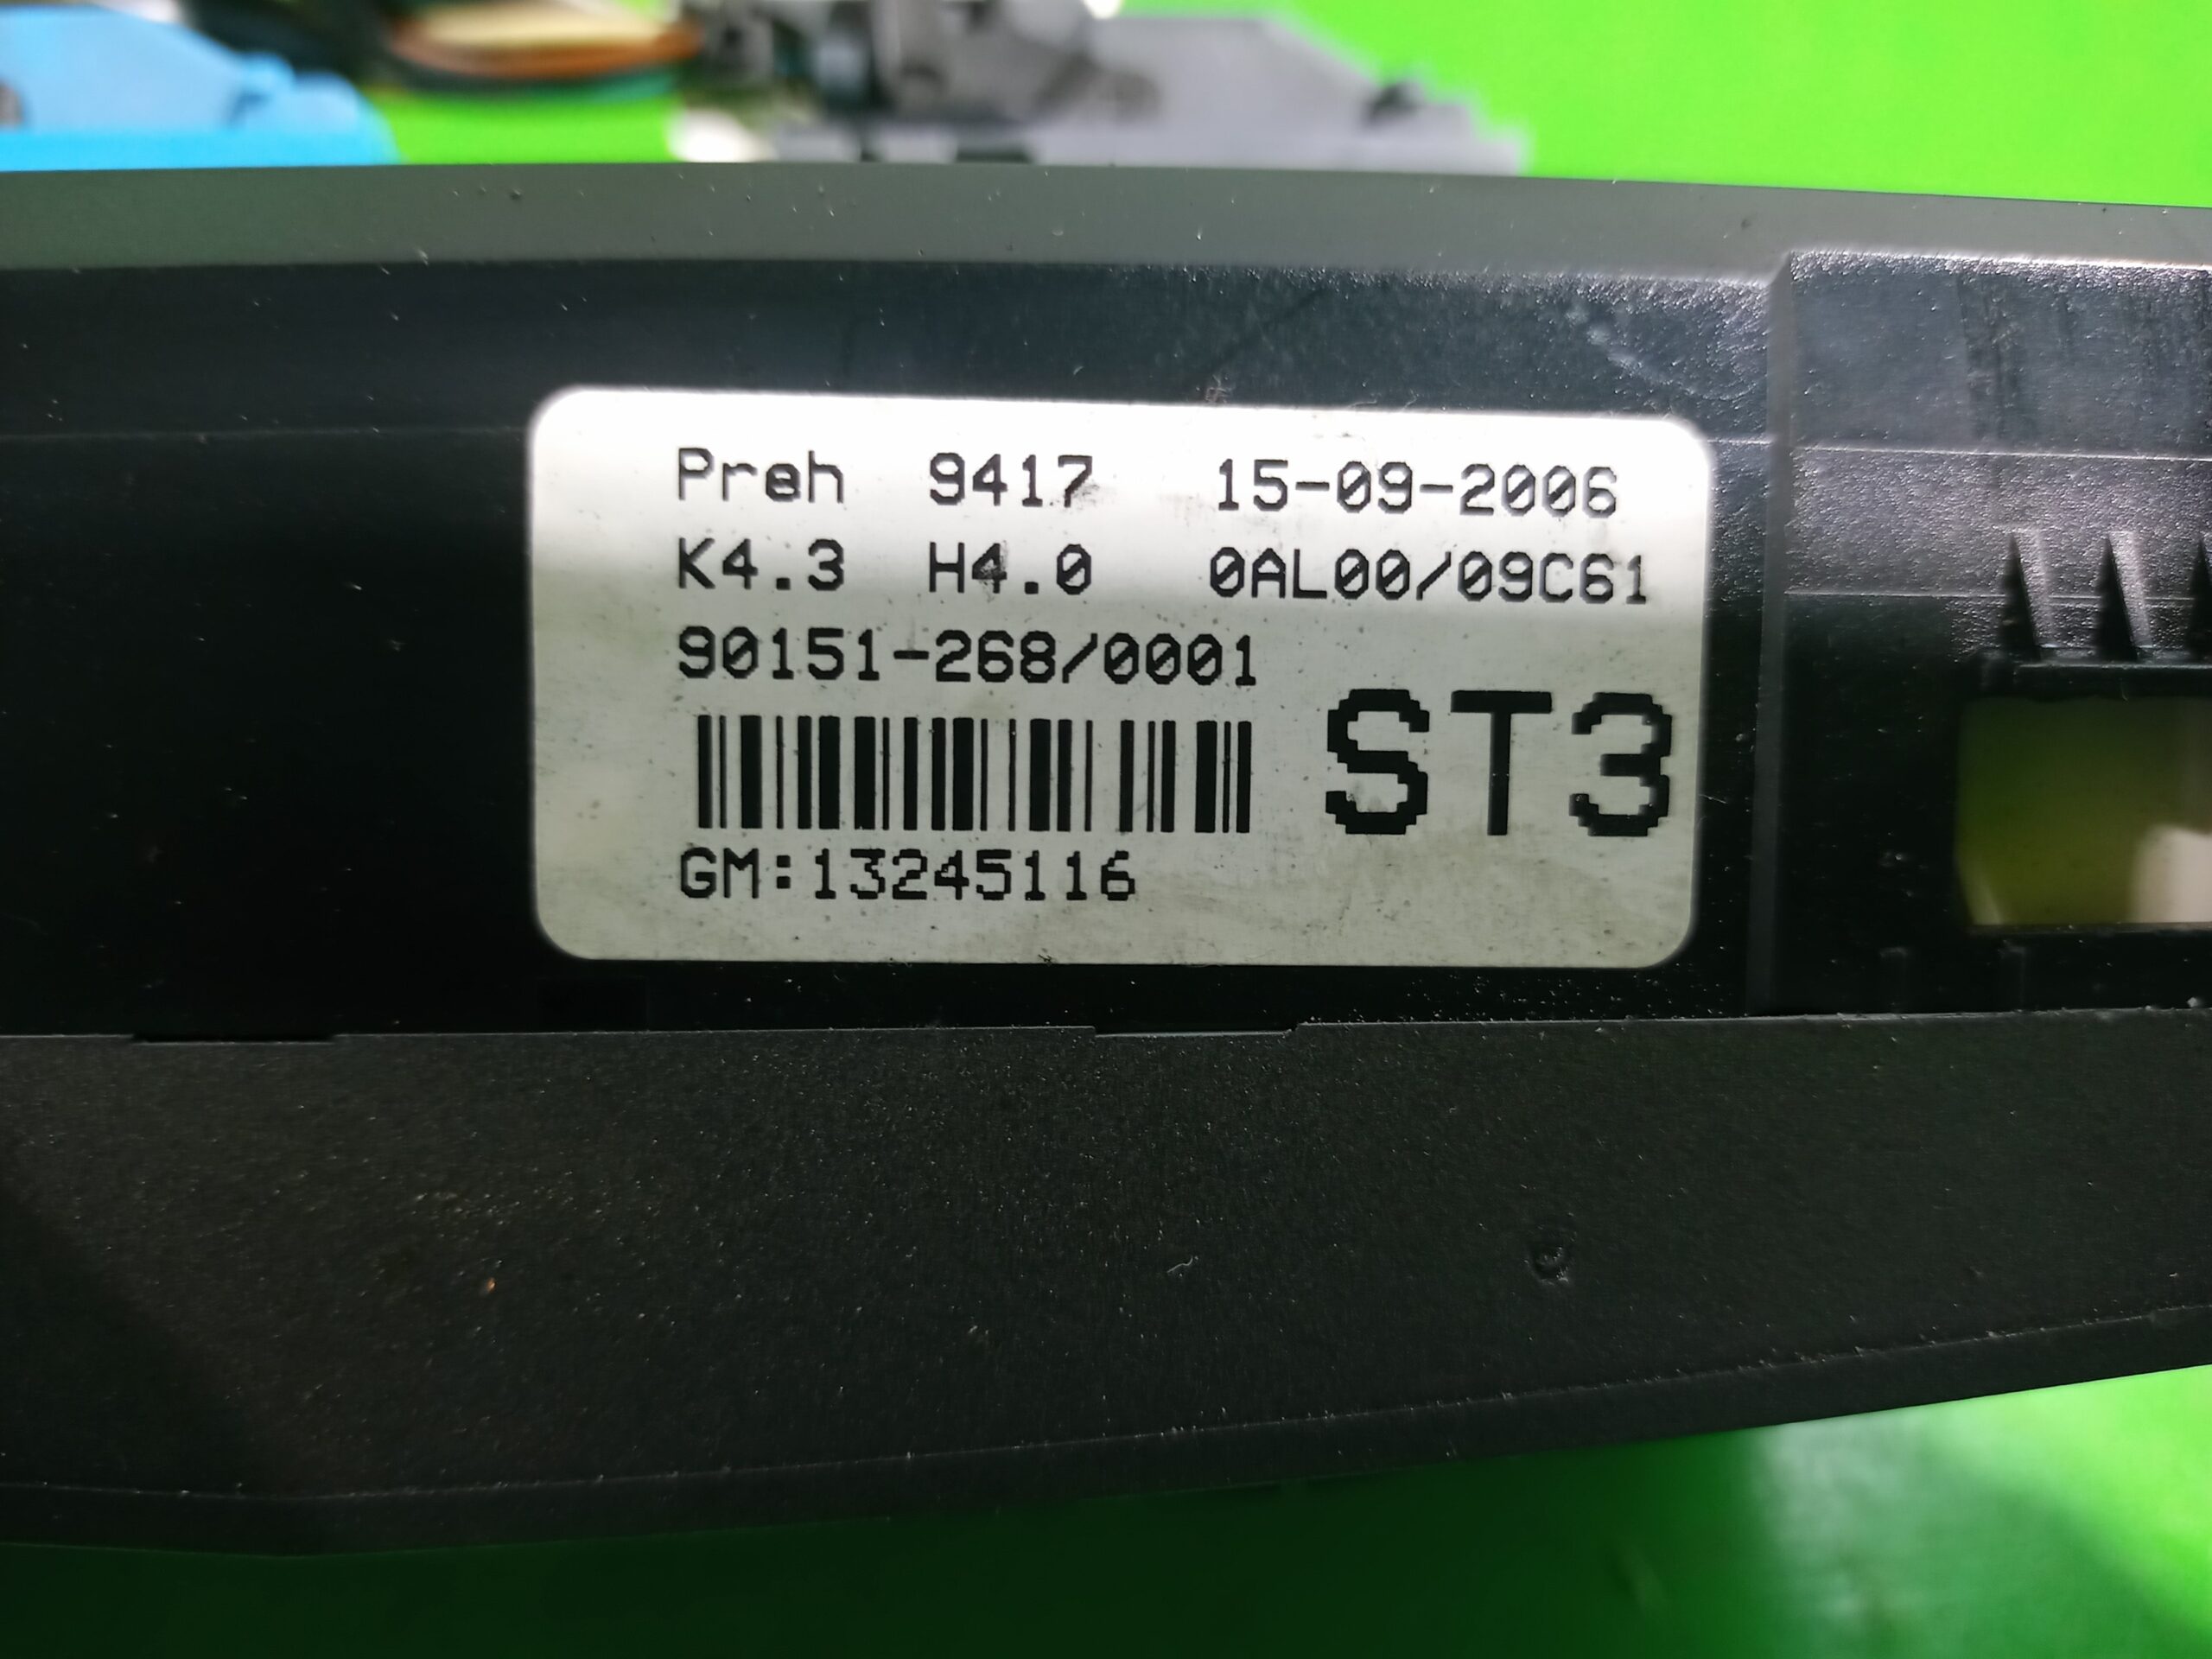 Preh 9417 15-09-2006
K4.3 H4.0 0AL00/09C61
90151-268/0001
ST3
GM:13245116